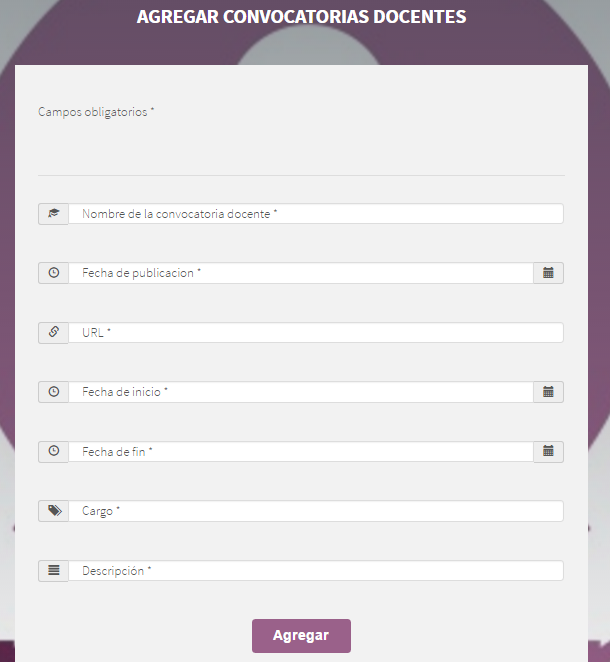 AGREGAR CONVOCATORIAS DOCENTES
Campos obligatorios *
Nombre de la convocatoria docente *
Fecha de publicacion *
URL *
Fecha de inicio *
Fecha de fin *
Cargo *
Descripción *
Agregar